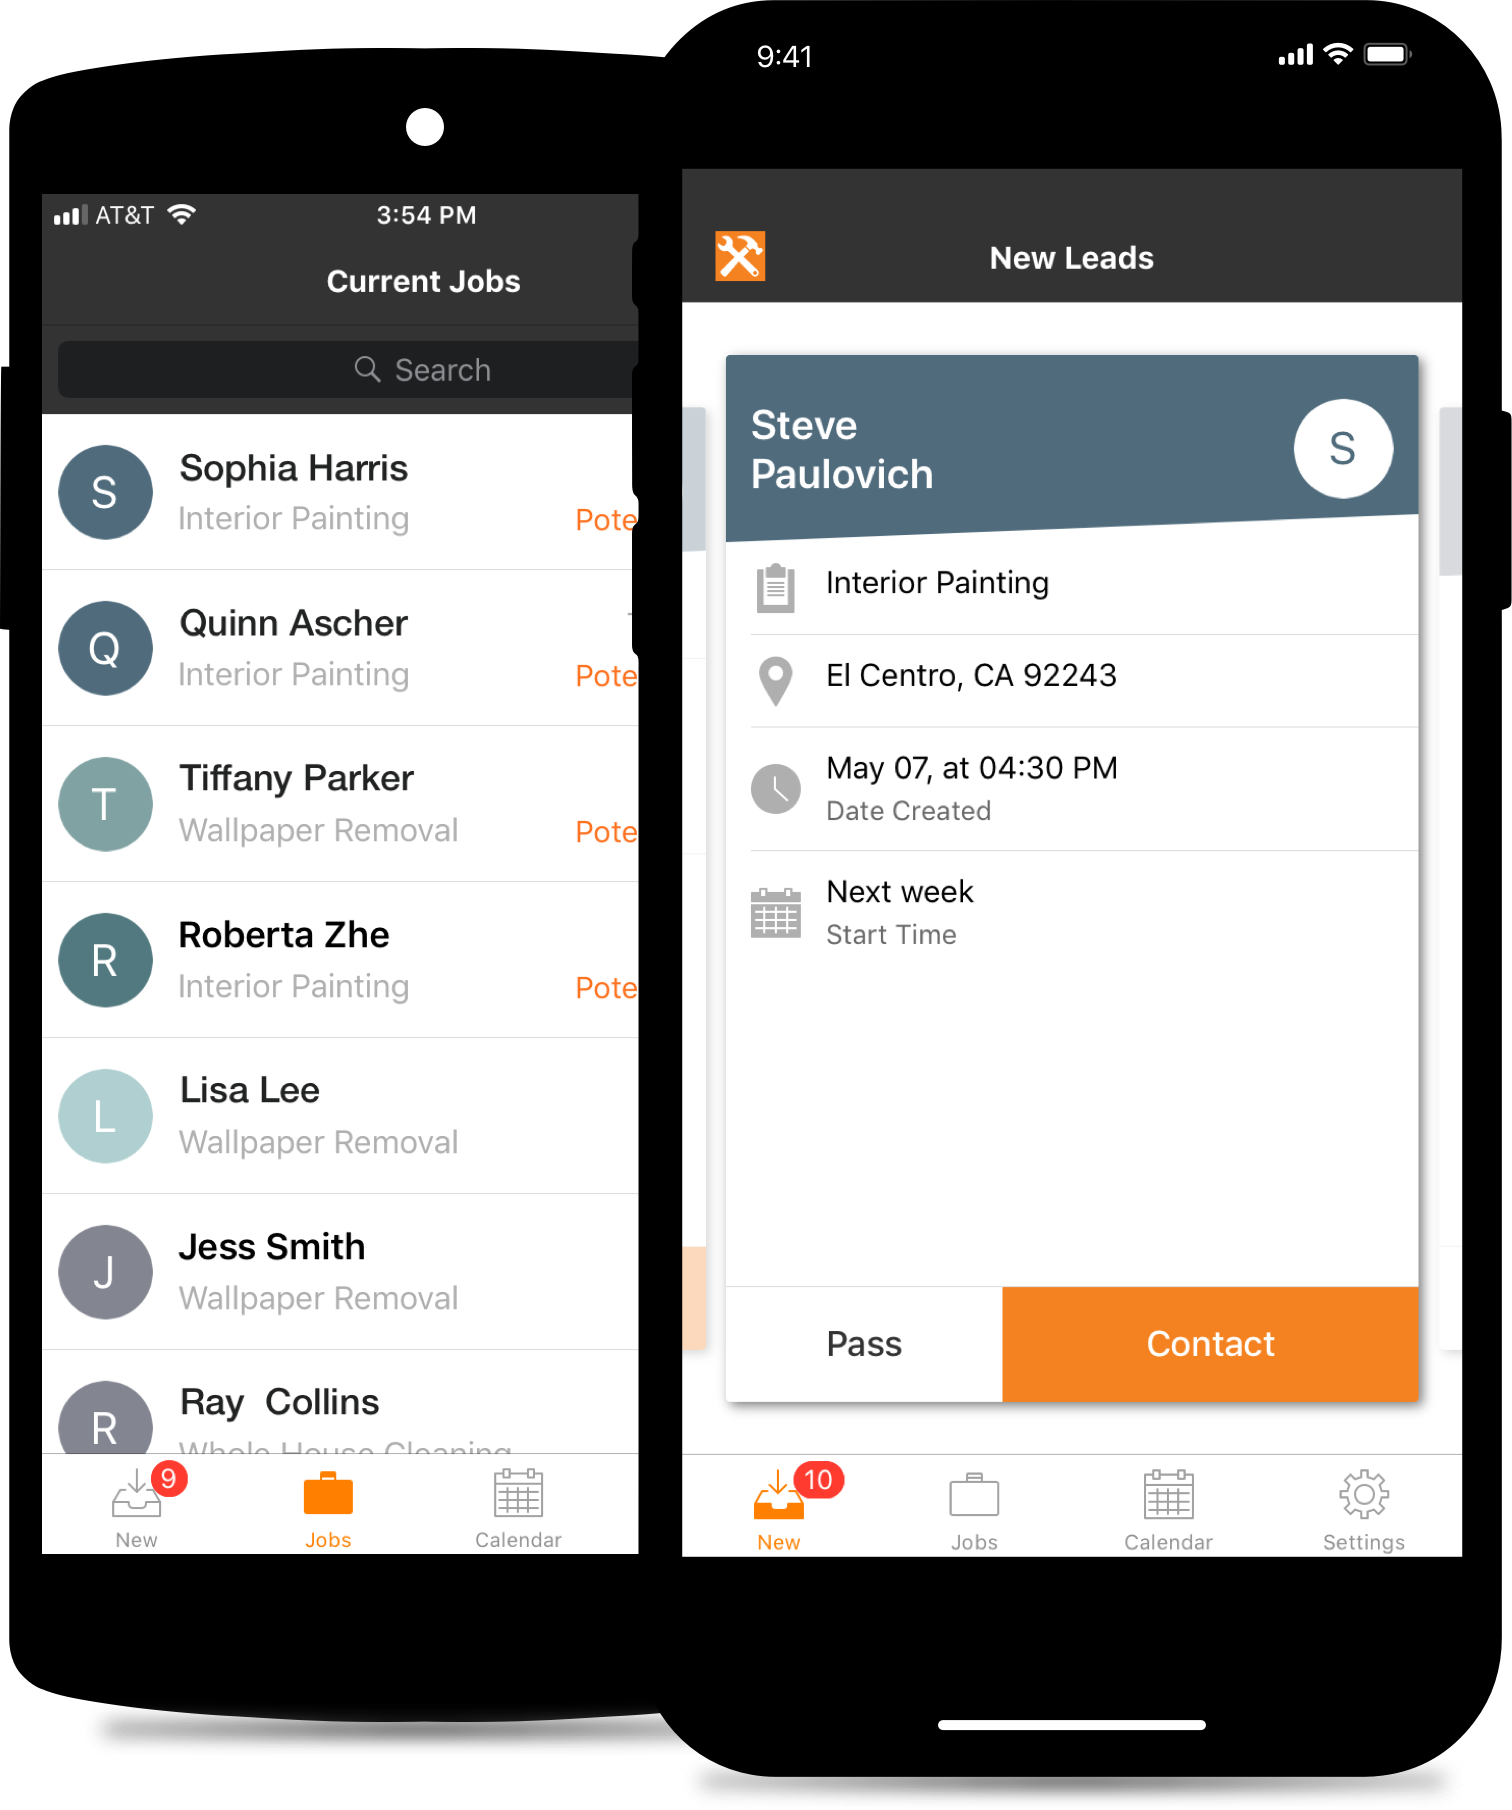 AT&T
3:54 PM
Current Jobs
Search
S
Sophia Harris
Interior Painting
Pote
Q
Quinn Ascher
Interior Painting
Pote
T
Tiffany Parker
Wallpaper Removal
Pote
R
Roberta Zhe
Interior Painting
Pote
L
Lisa Lee
Wallpaper Removal
J
Jess Smith
Wallpaper Removal
R
Ray Collins
Whole House Cleaning
9
New
Jobs
Calendar
9:41
New Leads
Steve
Paulovich
S
Interior Painting
El Centro, CA 92243
May 07, at 04:30 PM
Date Created
Next week
Start Time
Pass
Contact
10
New
Jobs
Calendar
Settings